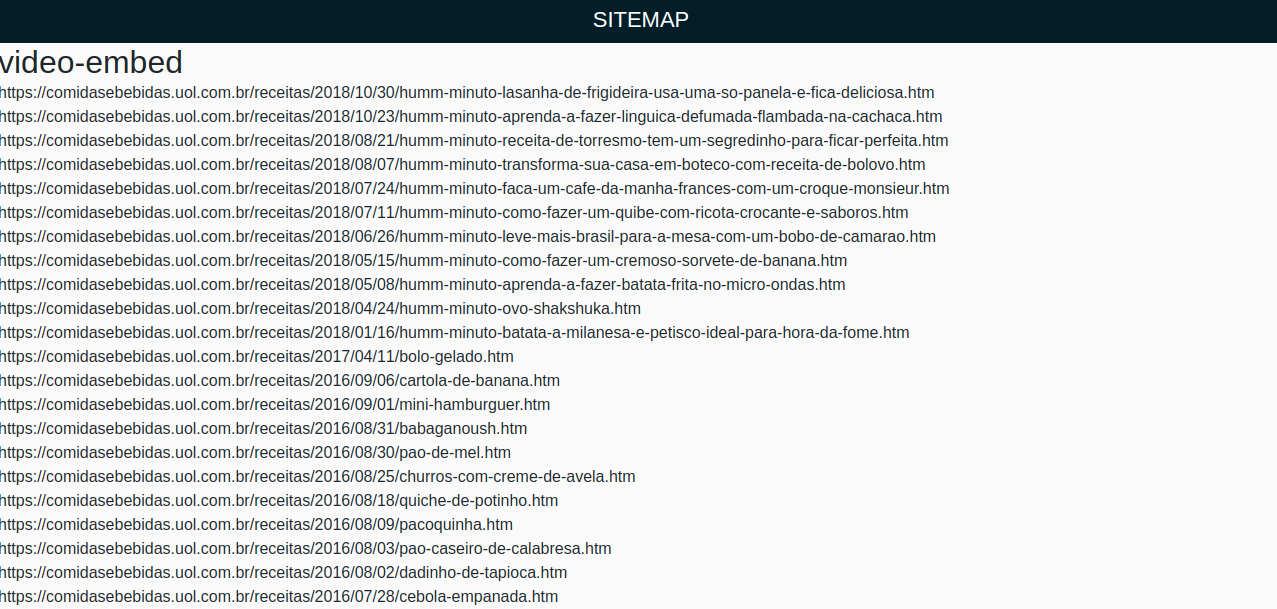 SITEMAP
video-embed
https://comidasebebidas.uol.com.br/receitas/2018/10/30/humm-minuto-lasanha-de-frigideira-usa-uma-so-panela-e-fica-deliciosa.htm
https://comidasebebidas.uol.com.br/receitas/2018/10/23/humm-minuto-aprenda-a-fazer-linguica-defumada-flambada-na-cachaca.htm
https://comidasebebidas.uol.com.br/receitas/2018/08/21/humm-minuto-receita-de-torresmo-tem-um-segredinho-para-ficar-perfeita.htm
https://comidasebebidas.uol.com.br/receitas/2018/08/07/humm-minuto-transforma-sua-casa-em-boteco-com-receita-de-bolovo.htm
https://comidasebebidas.uol.com.br/receitas/2018/07/24/humm-minuto-faca-um-cafe-da-manha-frances-com-um-croque-monsieur.htm
https://comidasebebidas.uol.com.br/receitas/2018/07/11/humm-minuto-como-fazer-um-quibe-com-ricota-crocante-e-saboros.htm
https://comidasebebidas.uol.com.br/receitas/2018/06/26/humm-minuto-leve-mais-brasil-para-a-mesa-com-um-bobo-de-camarao.htm
https://comidasebebidas.uol.com.br/receitas/2018/05/15/humm-minuto-como-fazer-um-cremoso-sorvete-de-banana.htm
https://comidasebebidas.uol.com.br/receitas/2018/05/08/humm-minuto-aprenda-a-fazer-batata-frita-no-micro-ondas.htm
https://comidasebebidas.uol.com.br/receitas/2018/04/24/humm-minuto-ovo-shakshuka.htm
https://comidasebebidas.uol.com.br/receitas/2018/01/16/humm-minuto-batata-a-milanesa-e-petisco-ideal-para-hora-da-fome.htm
https://comidasebebidas.uol.com.br/receitas/2017/04/11/bolo-gelado.htm
https://comidasebebidas.uol.com.br/receitas/2016/09/06/cartola-de-banana.htm
https://comidasebebidas.uol.com.br/receitas/2016/09/01/mini-hamburguer.htm
https://comidasebebidas.uol.com.br/receitas/2016/08/31/babaganoush.htm
https://comidasebebidas.uol.com.br/receitas/2016/08/30/pao-de-mel.htm
https://comidasebebidas.uol.com.br/receitas/2016/08/25/churros-com-creme-de-avela.htm
https://comidasebebidas.uol.com.br/receitas/2016/08/18/quiche-de-potinho.htm
https://comidasebebidas.uol.com.br/receitas/2016/08/09/pacoquinha.htm
https://comidasebebidas.uol.com.br/receitas/2016/08/03/pao-caseiro-de-calabresa.htm
https://comidasebebidas.uol.com.br/receitas/2016/08/02/dadinho-de-tapioca.htm
https://comidasebebidas.uol.com.br/receitas/2016/07/28/cebola-empanada.htm